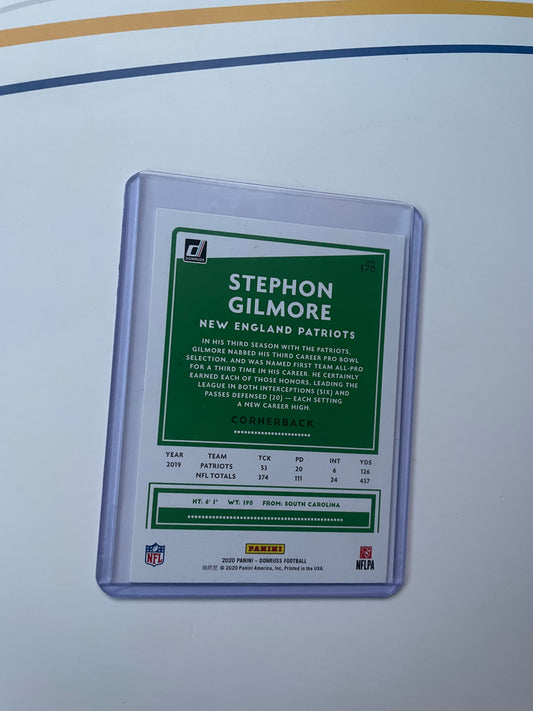 DONRUSS
NO.
176
STEPHON
GILMORE
NEW ENGLAND PATRIOTS
IN HIS THIRD SEASON WITH THE PATRIOTS,
GILMORE NABBED HIS THIRD CAREER PRO BOWL
SELECTION, AND WAS NAMED FIRST TEAM ALL-PRO
FOR A THIRD TIME IN HIS CAREER. HE CERTAINLY
EARNED EACH OF THOSE HONORS, LEADING THE
LEAGUE IN BOTH INTERCEPTIONS (SIX) AND
PASSES DEFENSED (20) — EACH SETTING
A NEW CAREER HIGH.
CORNERBACK
YEAR TEAM TCK PD INT YDS
2019 PATRIOTS 53 20 6 126
NFL TOTALS 374 111 24 437
HT: 6' 1" WT: 190 FROM: SOUTH CAROLINA
NFL
PANINI
NFLPA
2020 PANINI – DONRUSS FOOTBALL
© 2020 Panini America, Inc. Printed in the USA.